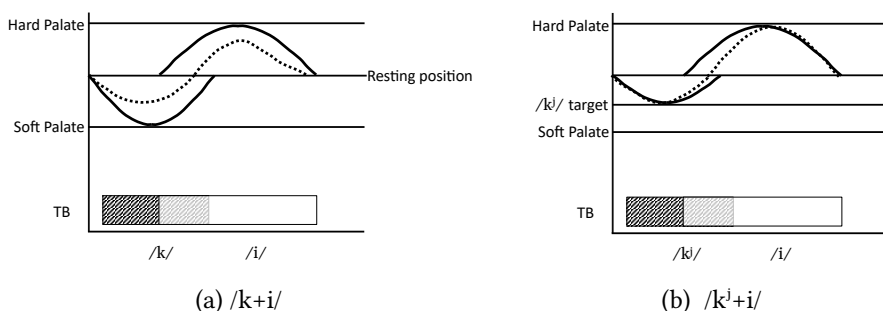 Hard Palate
Resting position
Soft Palate
TB
/k/ /i/
(a) /k+i/
Hard Palate
/kʲ/ target
Soft Palate
TB
/kʲ/ /i/
(b) /kʲ+i/